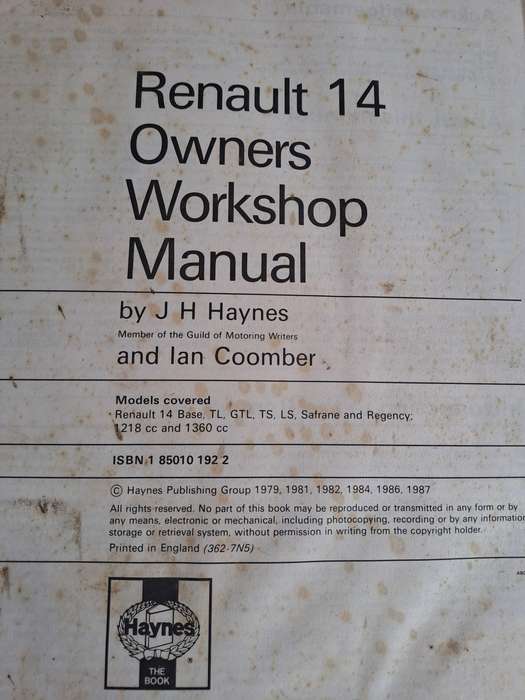 Renault 14
Owners
Workshop
Manual
by J H Haynes
Member of the Guild of Motoring Writers
and Ian Coomber
Models covered
Renault 14 Base, TL, GTL, TS, LS, Safrane and Regency;
1218 cc and 1360 cc
ISBN 1 85010 192 2
© Haynes Publishing Group 1979, 1981, 1982, 1984, 1986, 1987
All rights reserved. No part of this book may be reproduced or transmitted in any form or by
any means, electronic or mechanical, including photocopying, recording or by any information
storage or retrieval system, without permission in writing from the copyright holder.
Printed in England (362-7N5)
Haynes
THE
BOOK